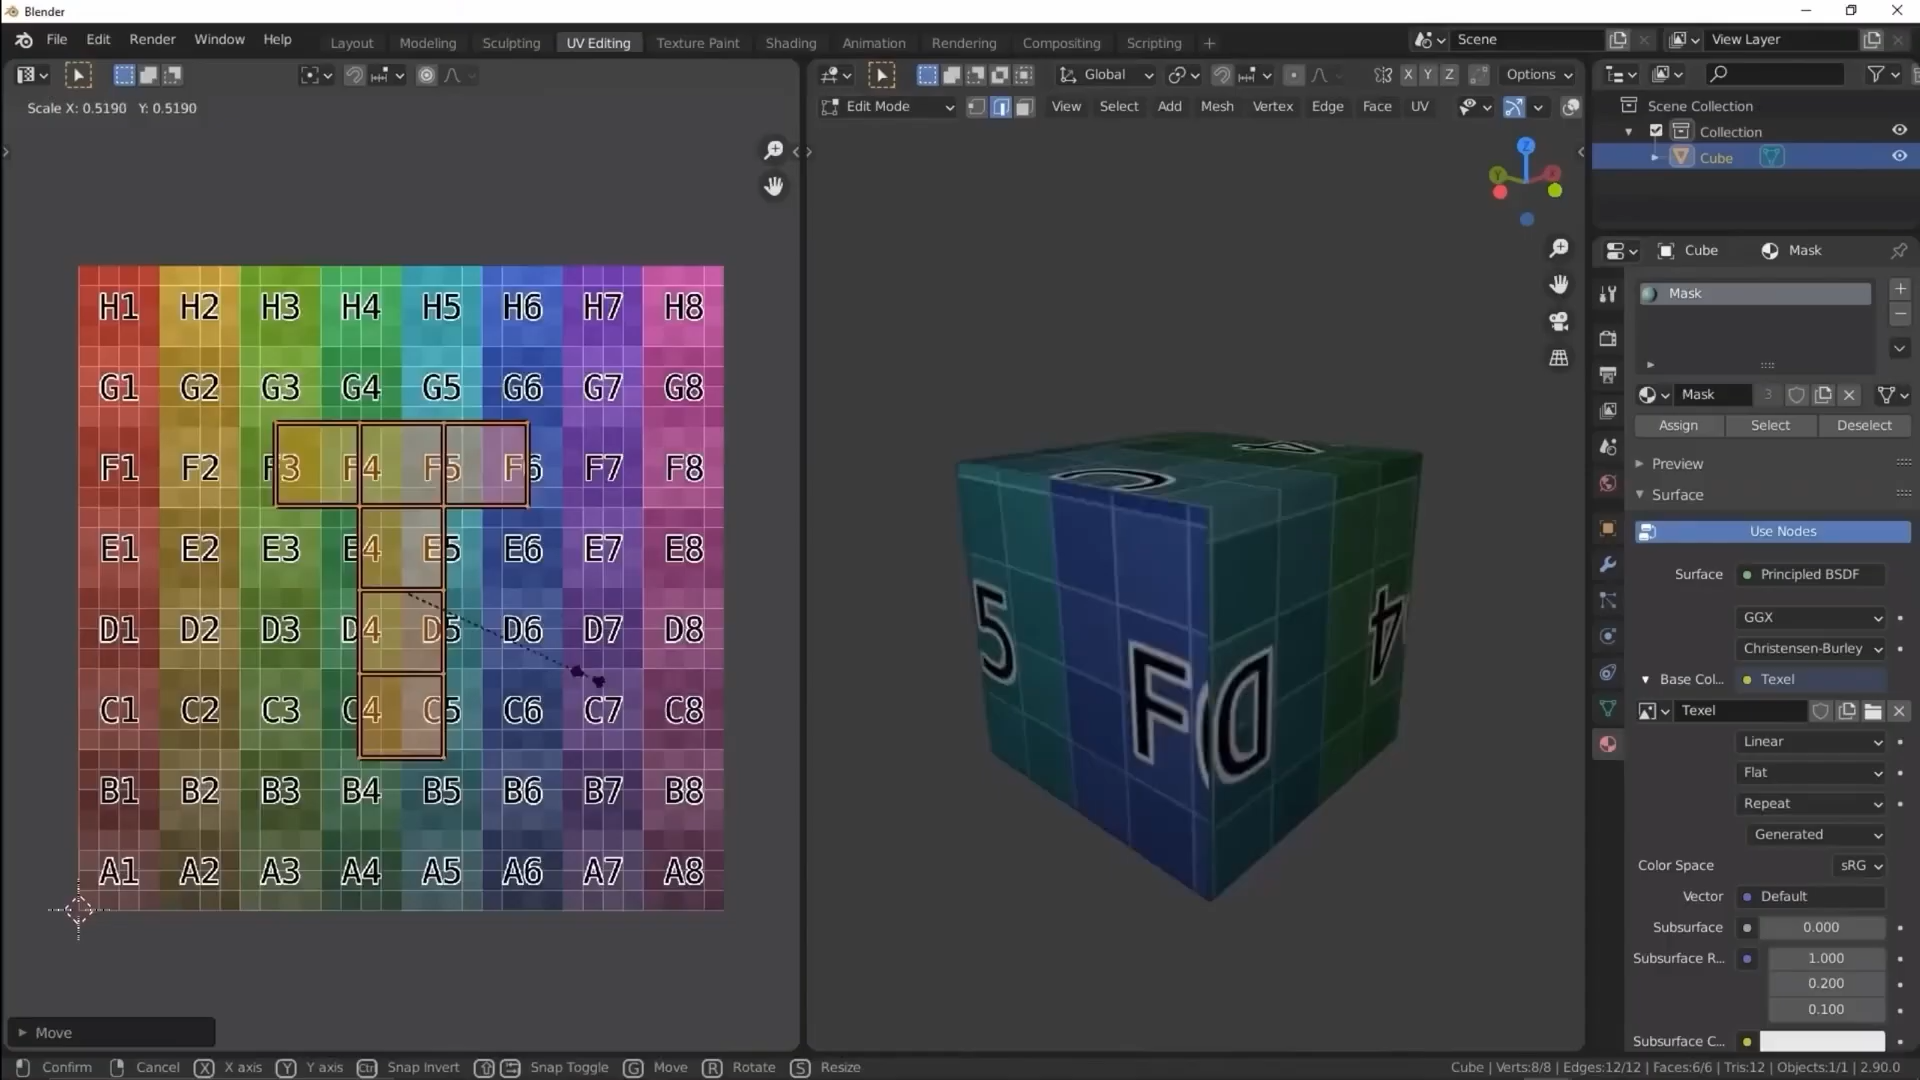 Blender
File Edit Render Window Help
Layout Modeling Sculpting UV Editing Texture Paint Shading Animation Rendering Compositing Scripting +
Scene
View Layer
Global
X Y Z
Options
Scale X: 0.5190 Y: 0.5190
Edit Mode
View Select Add Mesh Vertex Edge Face UV
Scene Collection
Collection
Cube
Z
Y
X
Cube Mask
Mask
H1 H2 H3 H4 H5 H6 H7 H8
G1 G2 G3 G4 G5 G6 G7 G8
F1 F2 F3 F4 F5 F6 F7 F8
E1 E2 E3 E4 E5 E6 E7 E8
D1 D2 D3 D4 D5 D6 D7 D8
C1 C2 C3 C4 C5 C6 C7 C8
B1 B2 B3 B4 B5 B6 B7 B8
A1 A2 A3 A4 A5 A6 A7 A8
5 F D 4
Mask 3
Assign Select Deselect
Preview
Surface
Use Nodes
Surface Principled BSDF
GGX
Christensen-Burley
Base Col... Texel
Texel
Linear
Flat
Repeat
Generated
Color Space sRG
Vector Default
Subsurface 0.000
Subsurface R... 1.000
0.200
0.100
Subsurface C...
Move
Confirm Cancel X X axis Y Y axis Ctrl Snap Invert Snap Toggle G Move R Rotate S Resize
Cube | Verts:8/8 | Edges:12/12 | Faces:6/6 | Tris:12 | Objects:1/1 | 2.90.0